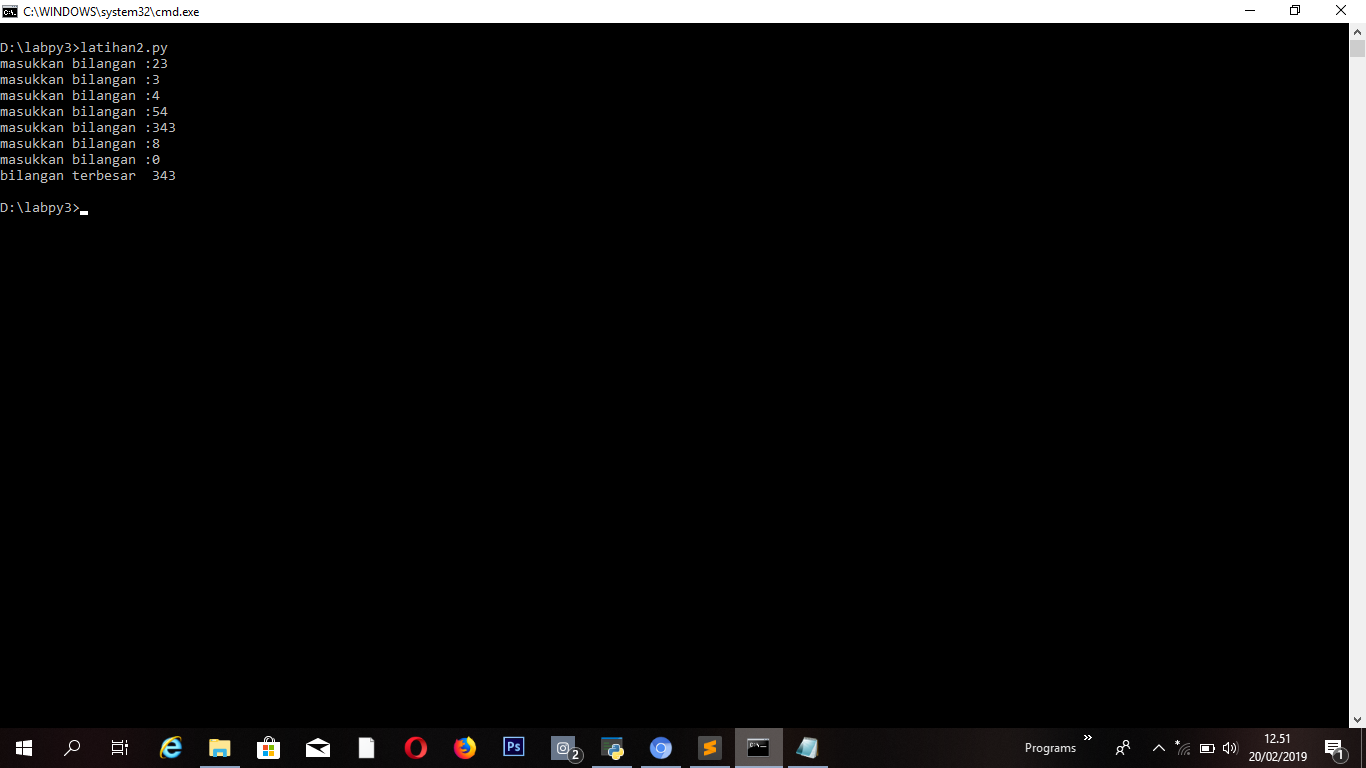 C:\WINDOWS\system32\cmd.exe
D:\labpy3>latihan2.py
masukkan bilangan :23
masukkan bilangan :3
masukkan bilangan :4
masukkan bilangan :54
masukkan bilangan :343
masukkan bilangan :8
masukkan bilangan :0
bilangan terbesar  343
D:\labpy3>
Ps
2
Programs
12.51
20/02/2019
1